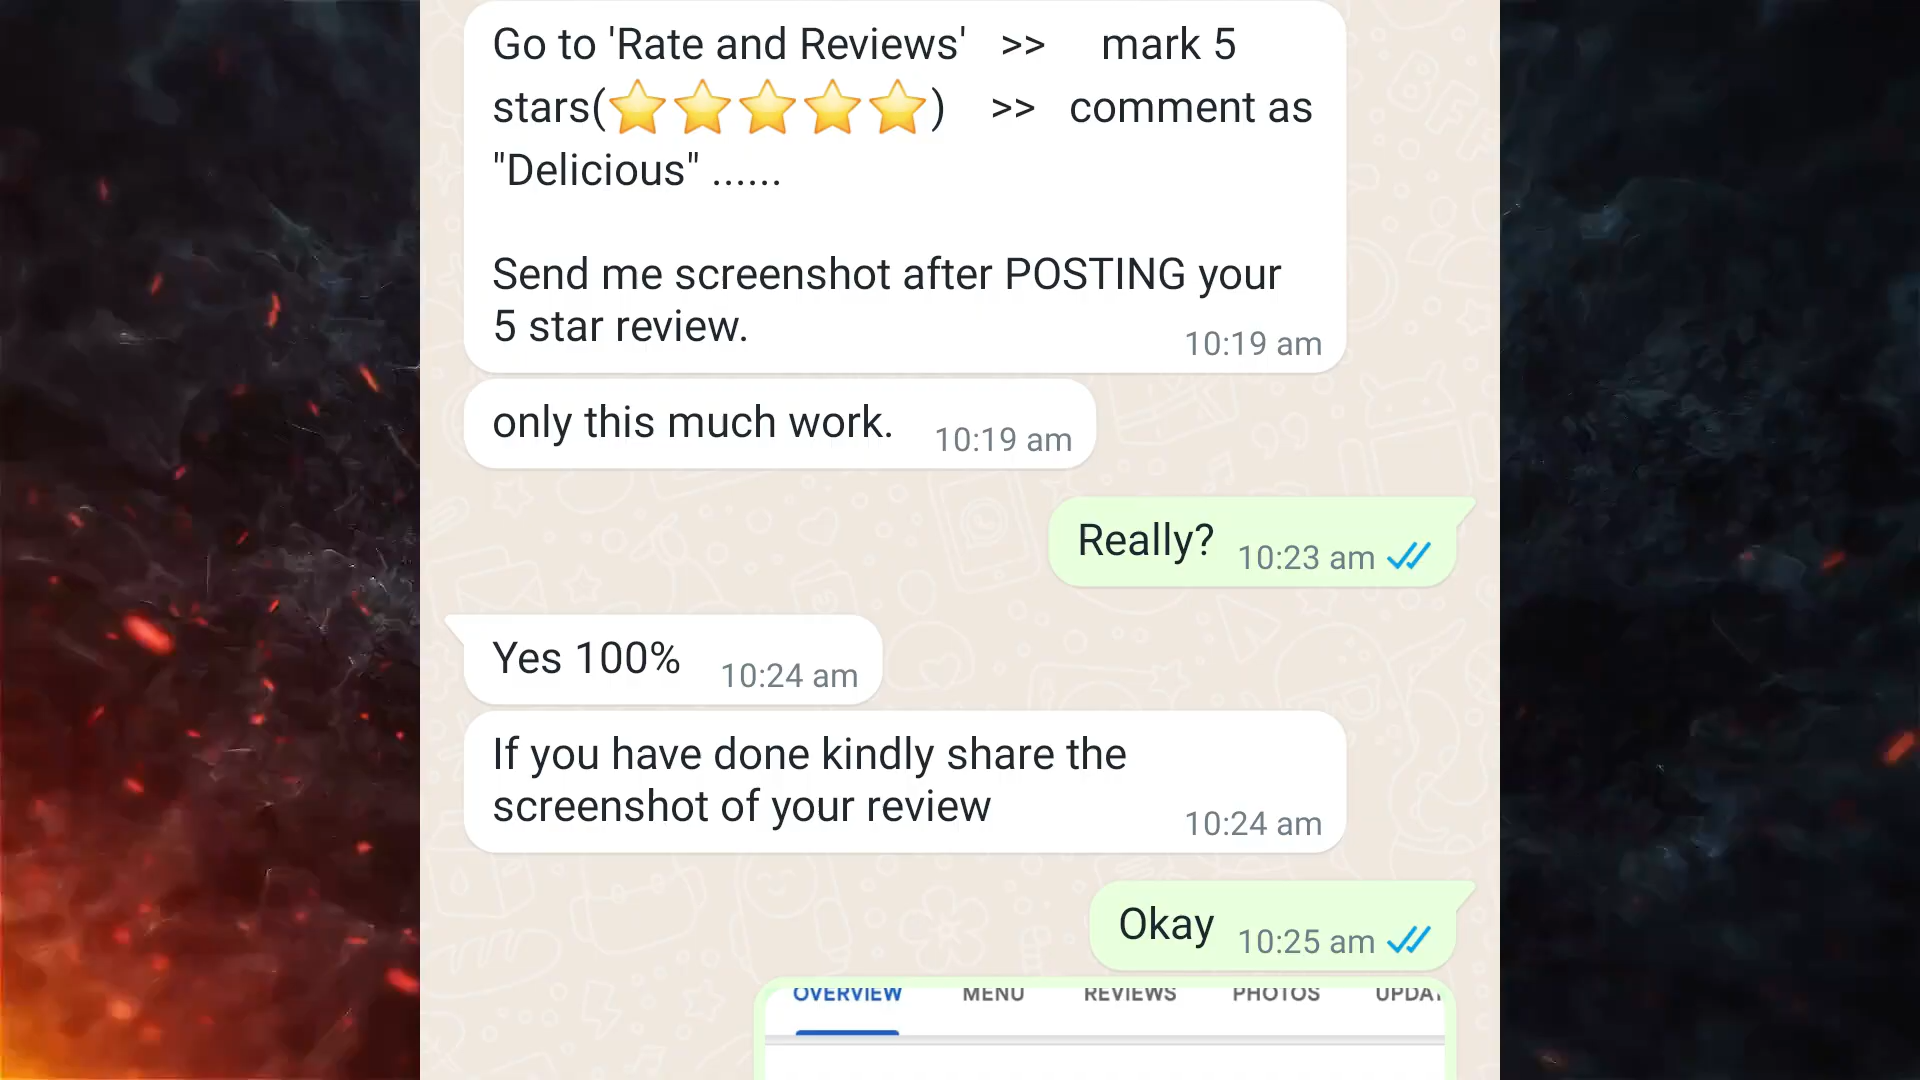 Go to 'Rate and Reviews' >> mark 5
stars(⭐⭐⭐⭐⭐) >> comment as
"Delicious" ......
Send me screenshot after POSTING your
5 star review.
10:19 am
only this much work. 10:19 am
Really? 10:23 am
Yes 100% 10:24 am
If you have done kindly share the
screenshot of your review
10:24 am
Okay 10:25 am
OVERVIEW MENU REVIEWS PHOTOS